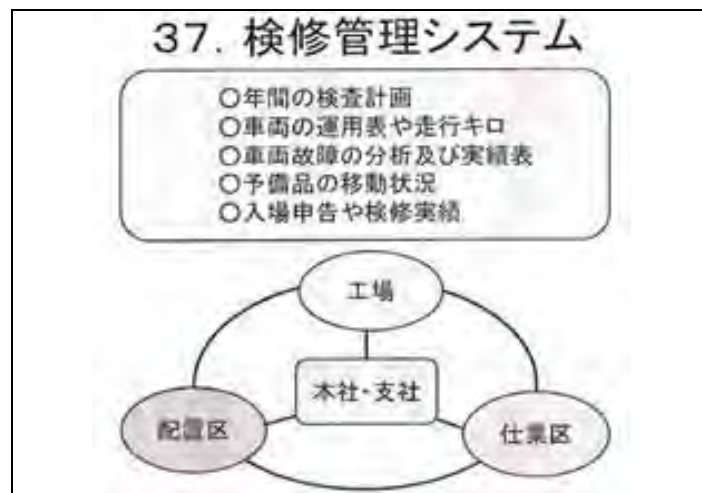 37. 検修管理システム
○年間の検査計画
○車両の運用表や走行キロ
○車両故障の分析及び実績表
○予備品の移動状況
○入場申告や検修実績
工場
本社・支社
配置区
仕業区